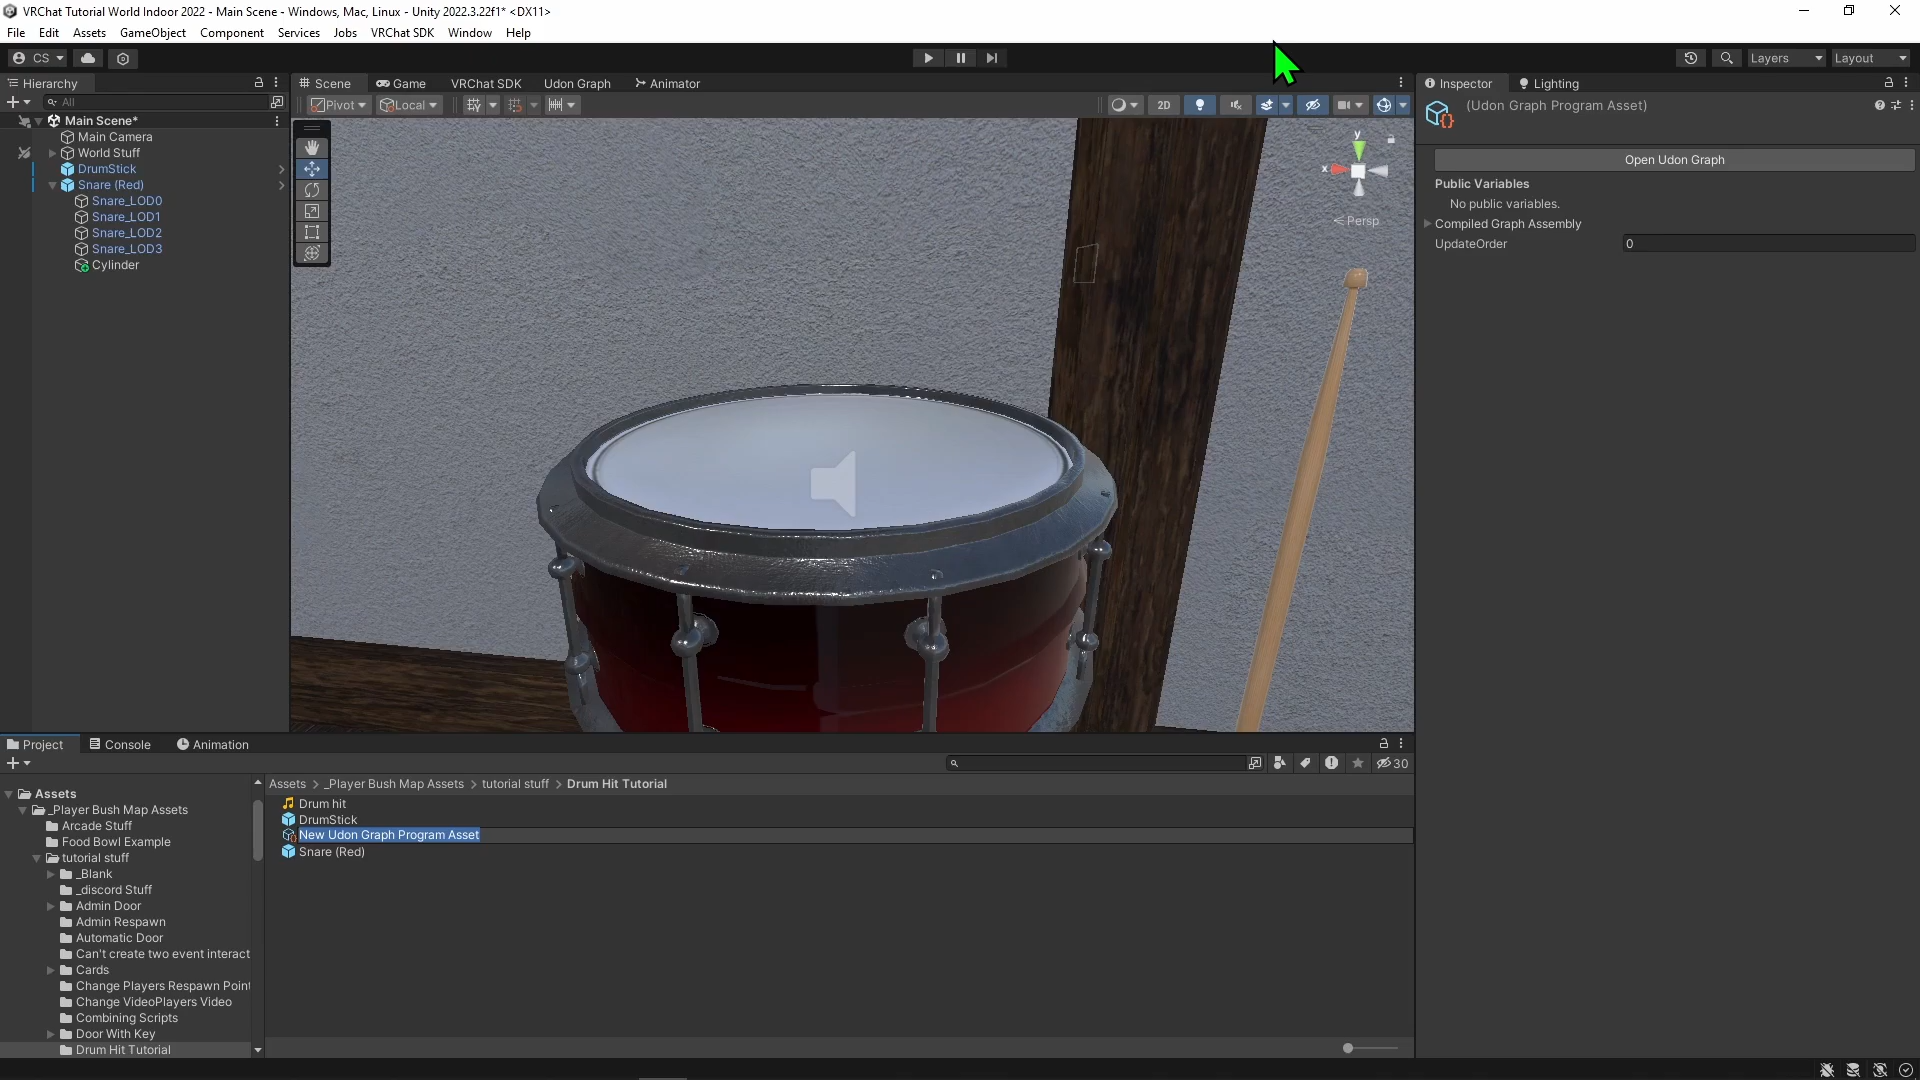 VRChat Tutorial World Indoor 2022 - Main Scene - Windows, Mac, Linux - Unity 2022.3.22f1* <DX11>
File Edit Assets GameObject Component Services Jobs VRChat SDK Window Help
CS Layers Layout
Hierarchy
All
Main Scene*
Main Camera
World Stuff
DrumStick
Snare (Red)
Snare_LOD0
Snare_LOD1
Snare_LOD2
Snare_LOD3
Cylinder
Scene Game VRChat SDK Udon Graph Animator
Pivot Local 2D
y
x
< Persp
Inspector Lighting
(Udon Graph Program Asset)
Open Udon Graph
Public Variables
No public variables.
Compiled Graph Assembly
UpdateOrder 0
Project Console Animation
30
Assets
_Player Bush Map Assets
Arcade Stuff
Food Bowl Example
tutorial stuff
_Blank
_discord Stuff
Admin Door
Admin Respawn
Automatic Door
Can't create two event interact
Cards
Change Players Respawn Point
Change VideoPlayers Video
Combining Scripts
Door With Key
Drum Hit Tutorial
Assets > _Player Bush Map Assets > tutorial stuff > Drum Hit Tutorial
Drum hit
DrumStick
New Udon Graph Program Asset
Snare (Red)